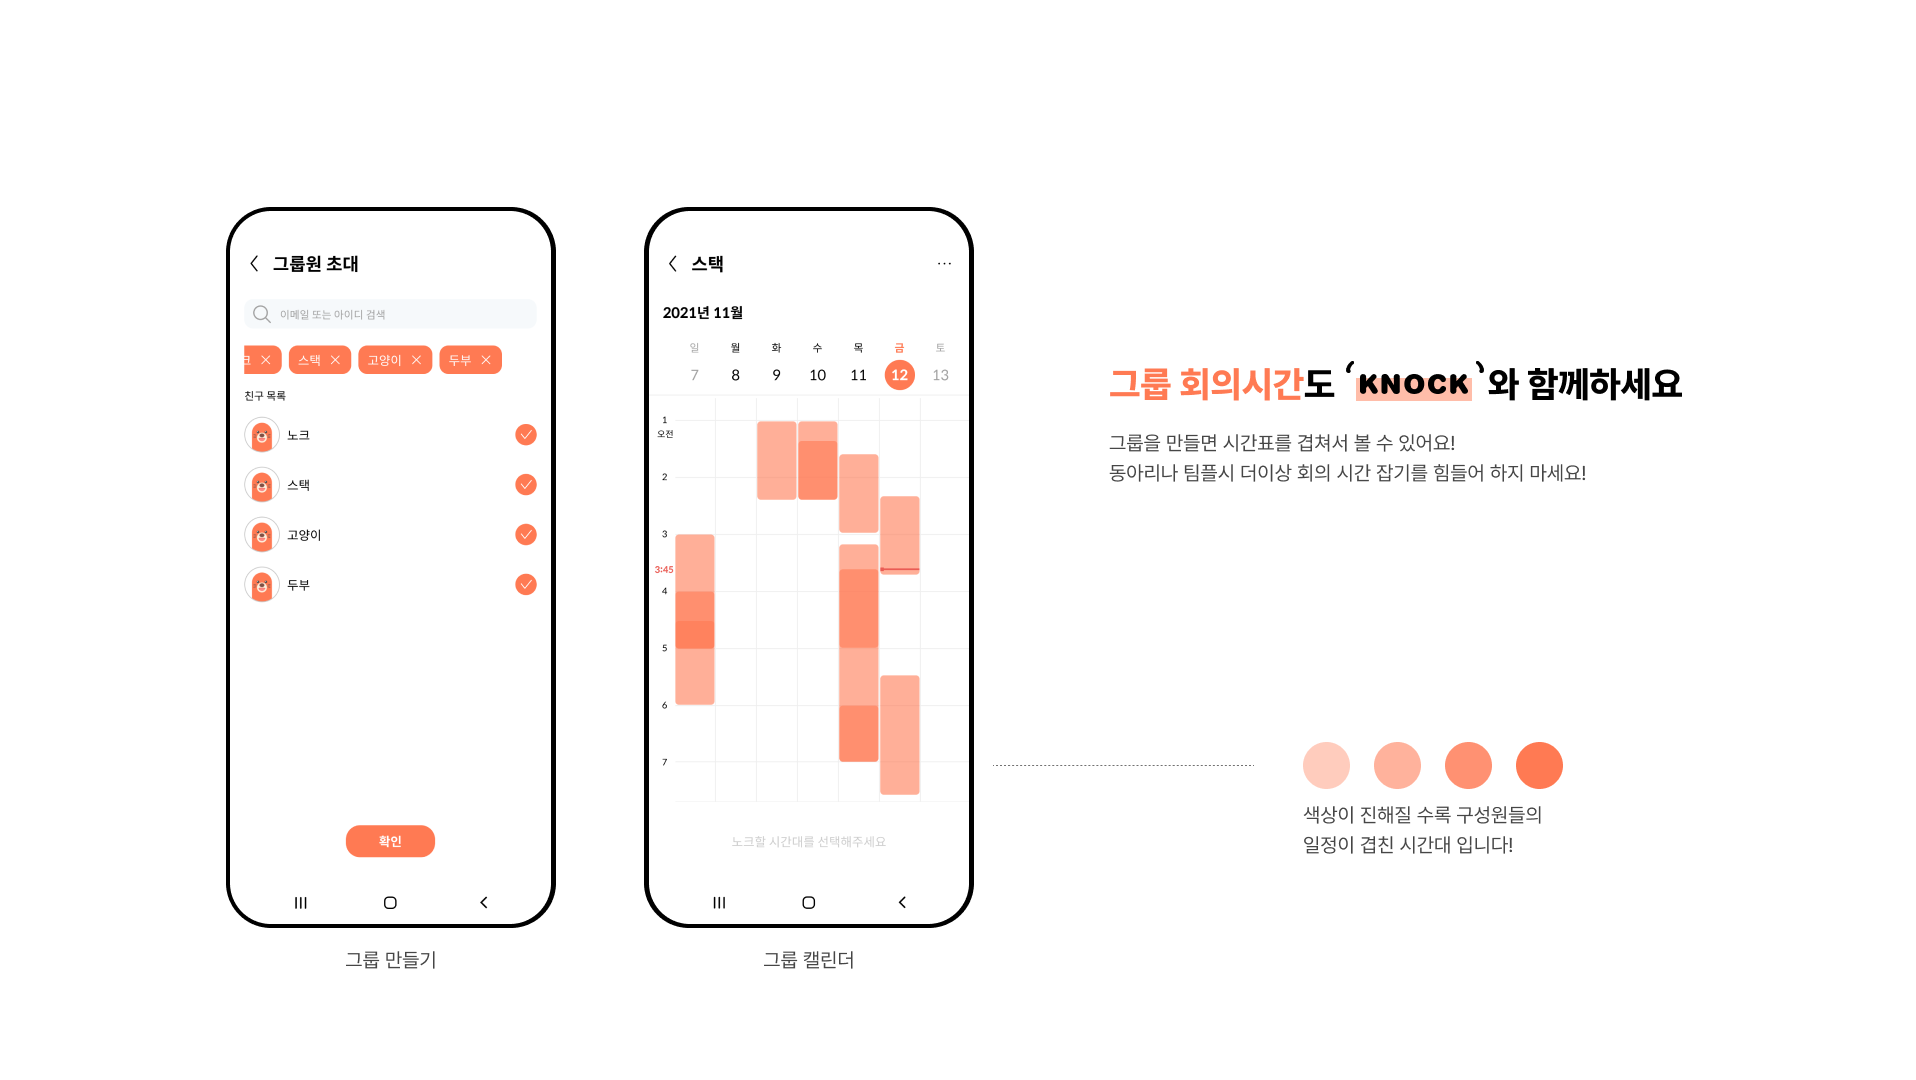 그룹원 초대
이메일 또는 아이디 검색
크 스택 고양이 두부
친구 목록
노크
스택
고양이
두부
확인
그룹 만들기
스택
2021년 11월
일 월 화 수 목 금 토
7 8 9 10 11 12 13
1
오전
2
3
3:45
4
5
6
7
노크할 시간대를 선택해주세요
그룹 캘린더
그룹 회의시간도 ‘KNOCK’와 함께하세요
그룹을 만들면 시간표를 겹쳐서 볼 수 있어요!
동아리나 팀플시 더이상 회의 시간 잡기를 힘들어 하지 마세요!
색상이 진해질 수록 구성원들의
일정이 겹친 시간대 입니다!